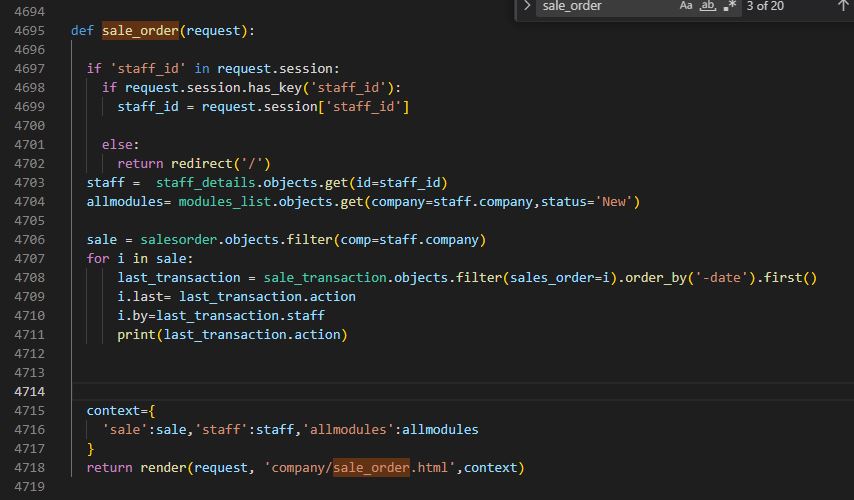 sale_order Aa ab .* 3 of 20
4694
4695 def sale_order(request):
4696
4697 if 'staff_id' in request.session:
4698 if request.session.has_key('staff_id'):
4699 staff_id = request.session['staff_id']
4700
4701 else:
4702 return redirect('/')
4703 staff =  staff_details.objects.get(id=staff_id)
4704 allmodules= modules_list.objects.get(company=staff.company,status='New')
4705
4706 sale = salesorder.objects.filter(comp=staff.company)
4707 for i in sale:
4708 last_transaction = sale_transaction.objects.filter(sales_order=i).order_by('-date').first()
4709 i.last= last_transaction.action
4710 i.by=last_transaction.staff
4711 print(last_transaction.action)
4712
4713
4714
4715 context={
4716 'sale':sale,'staff':staff,'allmodules':allmodules
4717 }
4718 return render(request, 'company/sale_order.html',context)
4719